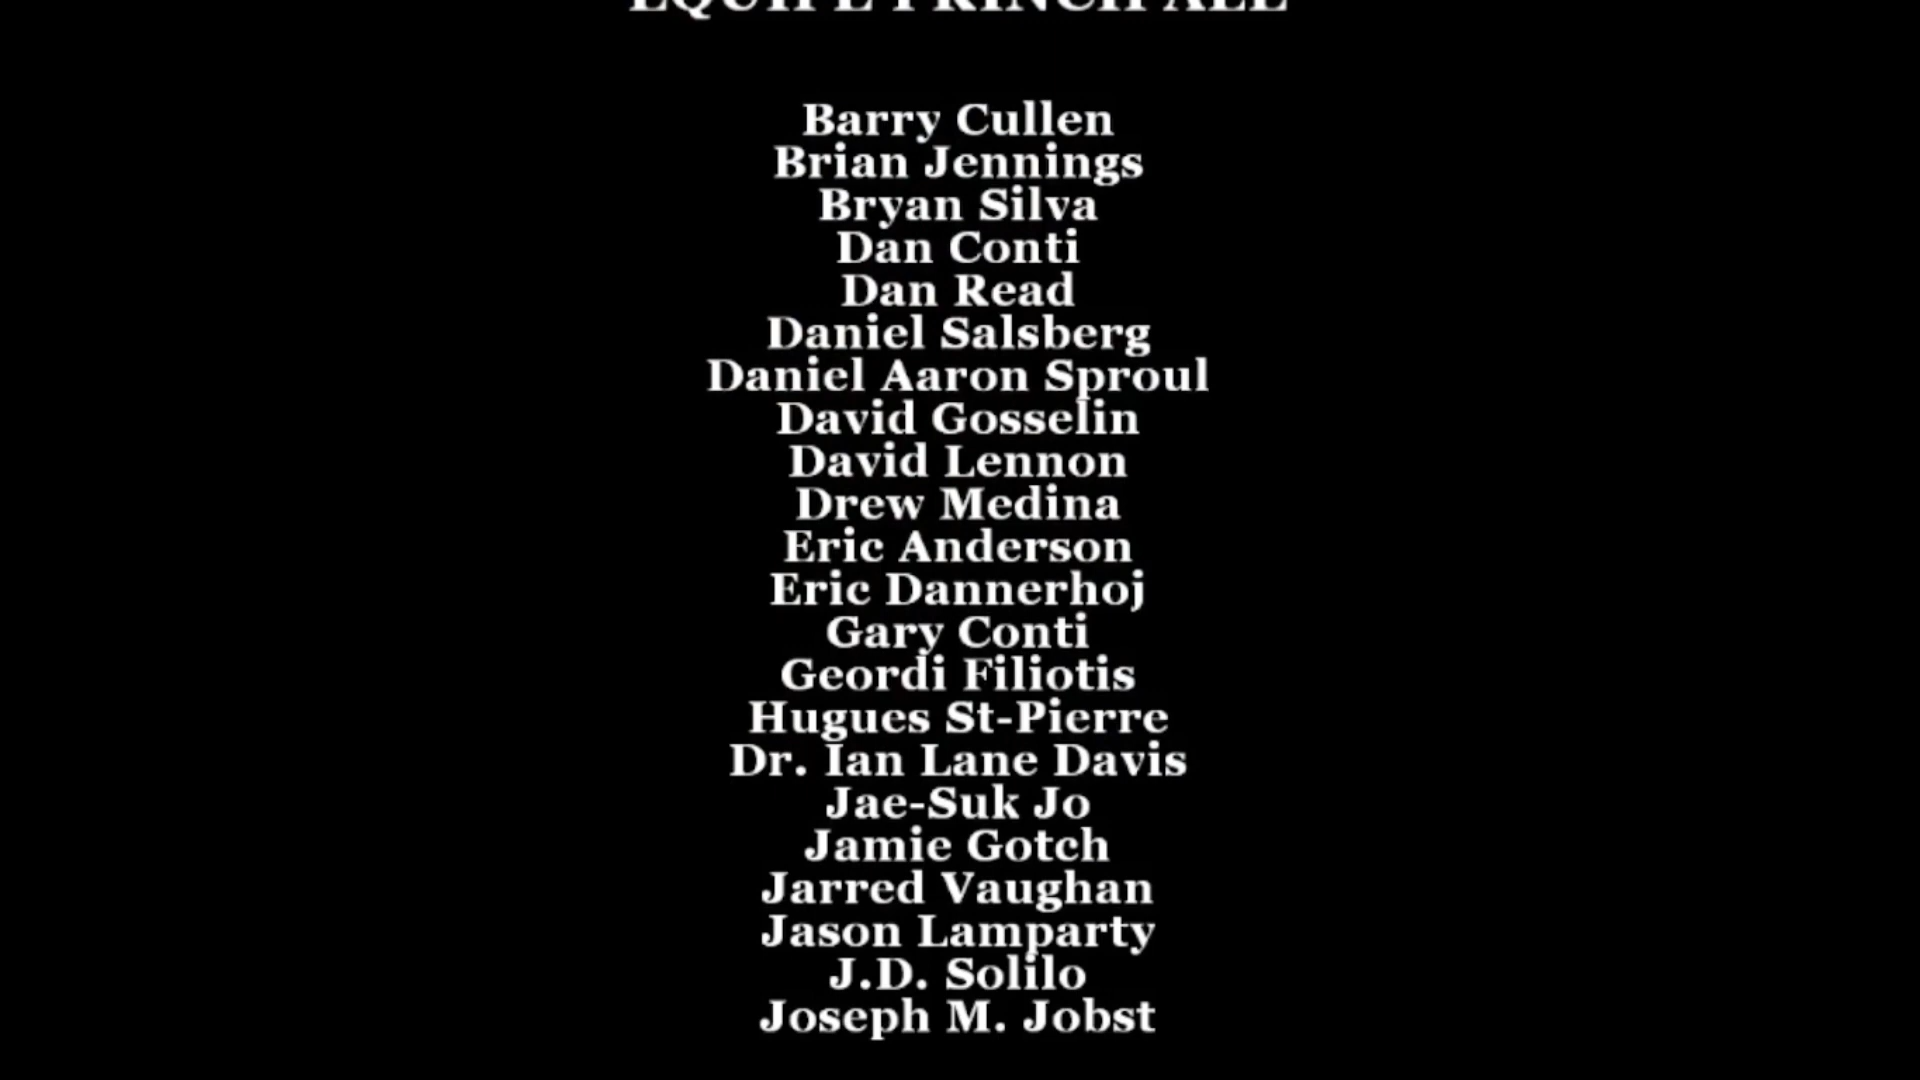 ÉQUIPE PRINCIPALE
Barry Cullen
Brian Jennings
Bryan Silva
Dan Conti
Dan Read
Daniel Salsberg
Daniel Aaron Sproul
David Gosselin
David Lennon
Drew Medina
Eric Anderson
Eric Dannerhoj
Gary Conti
Geordi Filiotis
Hugues St-Pierre
Dr. Ian Lane Davis
Jae-Suk Jo
Jamie Gotch
Jarred Vaughan
Jason Lamparty
J.D. Solilo
Joseph M. Jobst